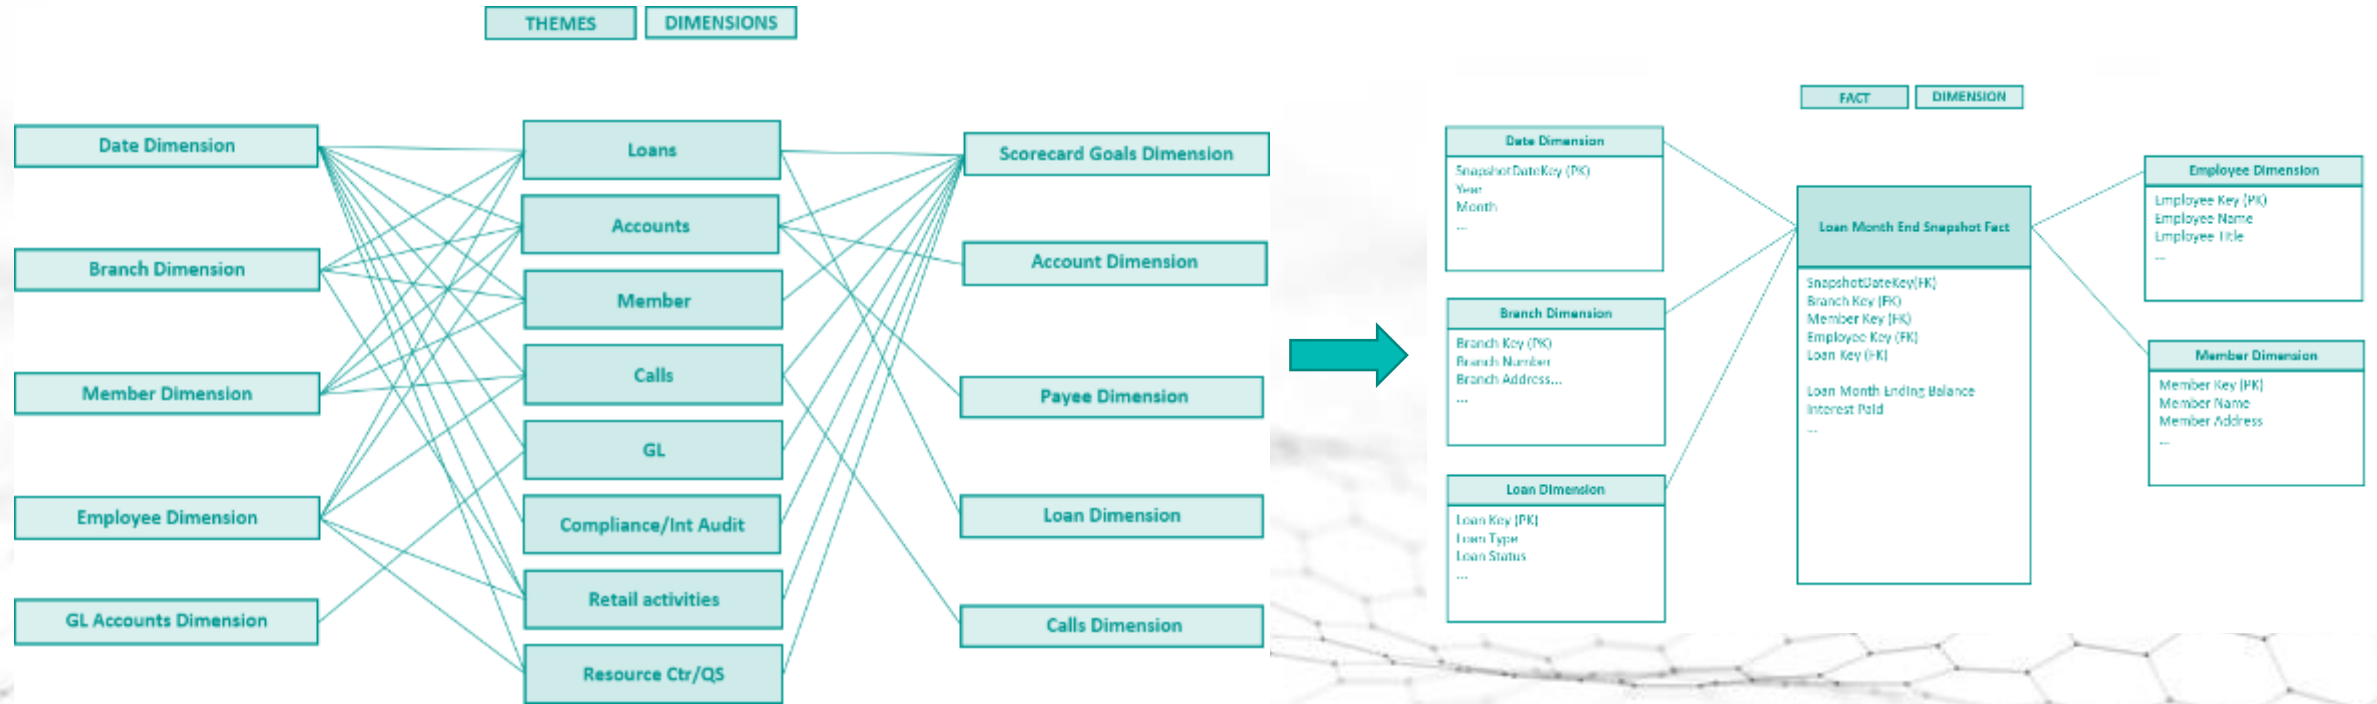 THEMES
DIMENSIONS
Date Dimension
Branch Dimension
Member Dimension
Employee Dimension
GL Accounts Dimension
Loans
Accounts
Member
Calls
GL
Compliance/Int Audit
Retail activities
Resource Ctr/QS
Scorecard Goals Dimension
Account Dimension
Payee Dimension
Loan Dimension
Calls Dimension
FACT
DIMENSION
Date Dimension
SnapshotDateKey (PK)
Year
Month
...
Branch Dimension
Branch Key (PK)
Branch Number
Branch Address...
...
Loan Dimension
Loan Key (PK)
Loan Type
Loan Status
...
Loan Month End Snapshot Fact
SnapshotDateKey(FK)
Branch Key (FK)
Member Key (FK)
Employee Key (FK)
Loan Key (FK)
Loan Month Ending Balance
Interest Paid
...
Employee Dimension
Employee Key (PK)
Employee Name
Employee Title
...
Member Dimension
Member Key (PK)
Member Name
Member Address
...